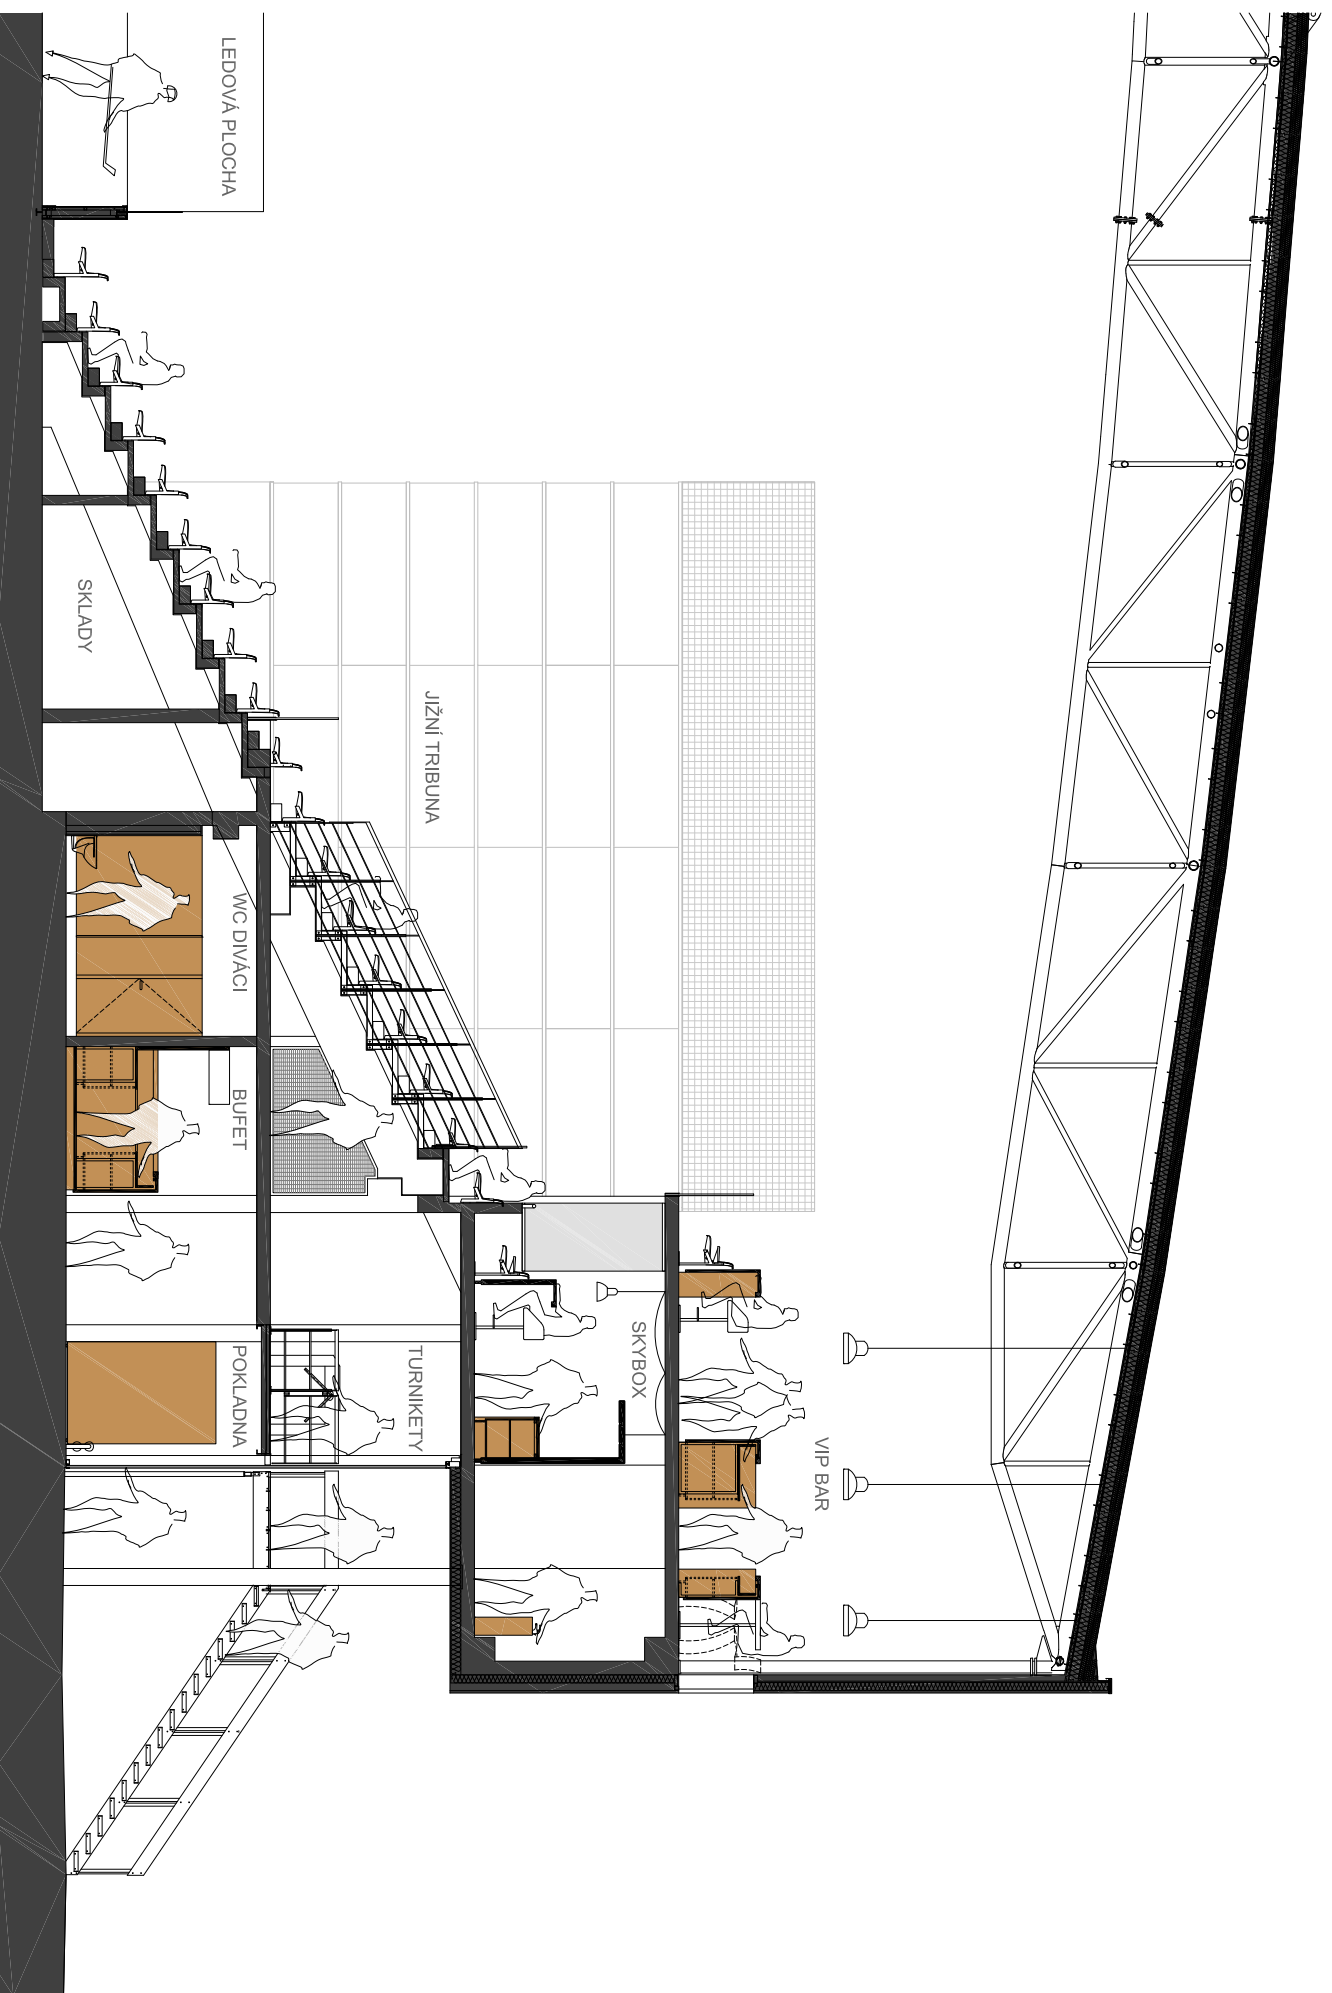 LEDOVÁ PLOCHA
SKLADY
JIŽNÍ TRIBUNA
WC DIVÁCI
BUFET
POKLADNA
TURNIKETY
SKYBOX
VIP BAR